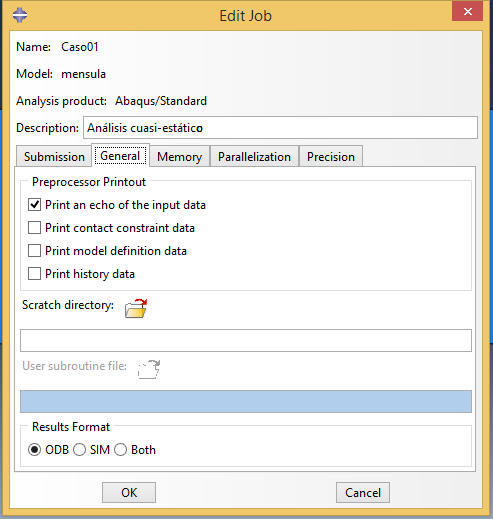 Edit Job
Name: Caso01
Model: mensula
Analysis product: Abaqus/Standard
Description: Análisis cuasi-estático
Submission General Memory Parallelization Precision
Preprocessor Printout
Print an echo of the input data
Print contact constraint data
Print model definition data
Print history data
Scratch directory:
User subroutine file:
Results Format
ODB SIM Both
OK Cancel